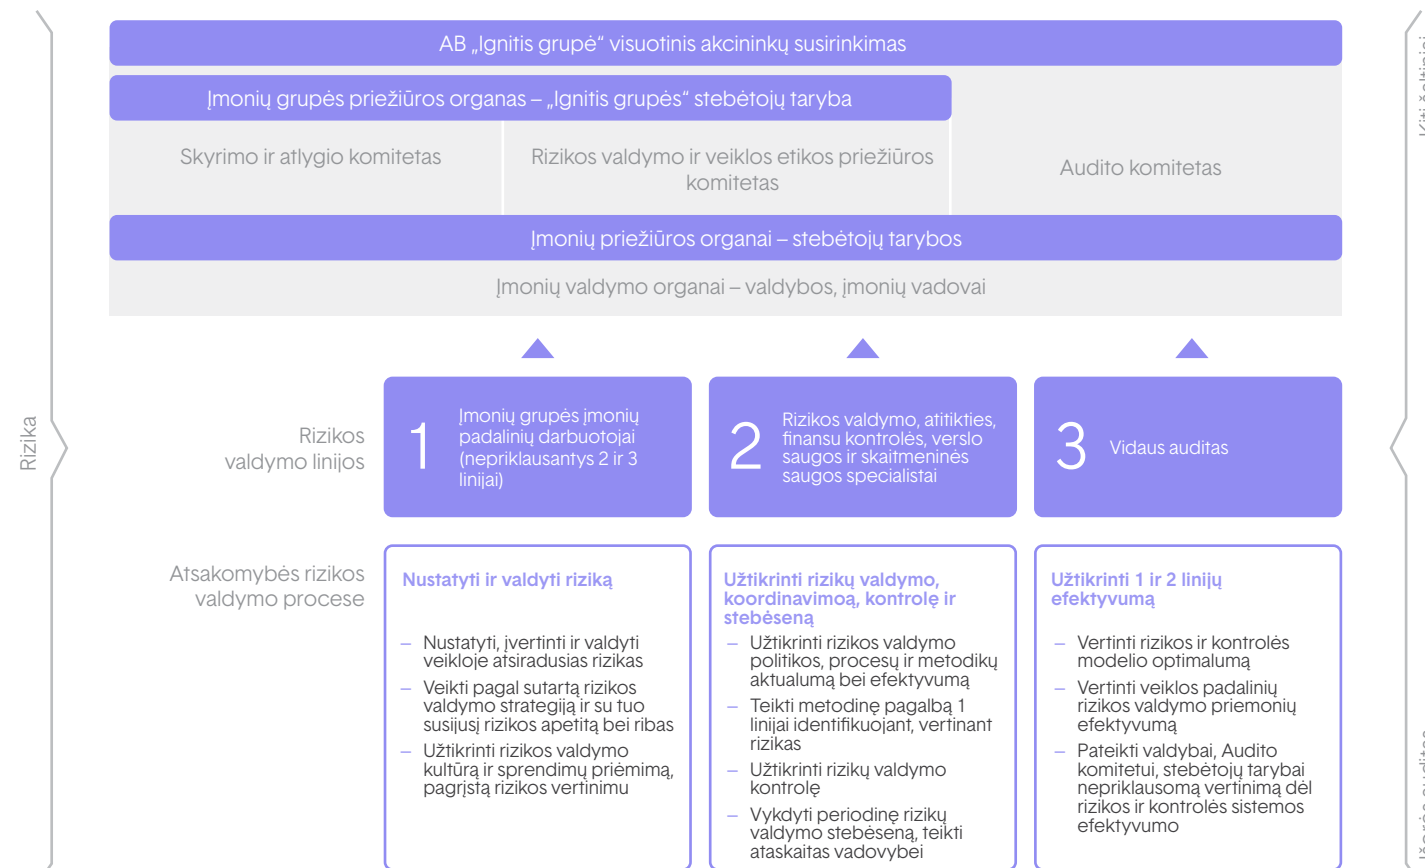 AB „Ignitis grupė“ visuotinis akcininkų susirinkimas
Įmonių grupės priežiūros organas – „Ignitis grupės“ stebėtojų taryba
Skyrimo ir atlygio komitetas
Rizikos valdymo ir veiklos etikos priežiūros
komitetas
Audito komitetas
Įmonių priežiūros organai – stebėtojų tarybos
Įmonių valdymo organai – valdybos, įmonių vadovai
Rizika
Rizikos
valdymo linijos
1
Įmonių grupės įmonių
padalinių darbuotojai
(nepriklausantys 2 ir 3
linijai)
2
Rizikos valdymo, atitikties,
finansu kontrolės, verslo
saugos ir skaitmeninės
saugos specialistai
3
Vidaus auditas
Atsakomybės rizikos
valdymo procese
Nustatyti ir valdyti riziką
– Nustatyti, įvertinti ir valdyti
veikloje atsiradusias rizikas
– Veikti pagal sutartą rizikos
valdymo strategiją ir su tuo
susijusį rizikos apetitą bei ribas
– Užtikrinti rizikos valdymo
kultūrą ir sprendimų priėmimą,
pagrįstą rizikos vertinimu
Užtikrinti rizikų valdymo,
koordinavimoą, kontrolę ir
stebėseną
– Užtikrinti rizikos valdymo
politikos, procesų ir metodikų
aktualumą bei efektyvumą
– Teikti metodinę pagalbą 1
linijai identifikuojant, vertinant
rizikas
– Užtikrinti rizikų valdymo
kontrolę
– Vykdyti periodinę rizikų
valdymo stebėseną, teikti
ataskaitas vadovybei
Užtikrinti 1 ir 2 linijų
efektyvumą
– Vertinti rizikos ir kontrolės
modelio optimalumą
– Vertinti veiklos padalinių
rizikos valdymo priemonių
efektyvumą
– Pateikti valdybai, Audito
komitetui, stebėtojų tarybai
nepriklausomą vertinimą dėl
rizikos ir kontrolės sistemos
efektyvumo